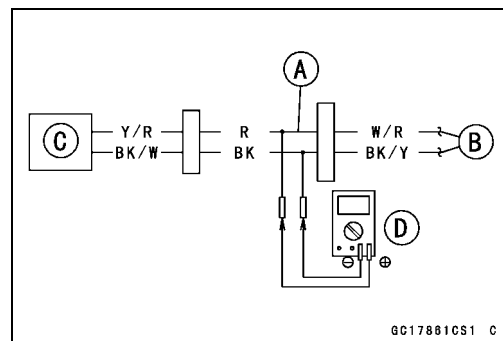 A
C Y/R R W/R B
BK/W BK BK/Y
D
⊖ ⊕
GC17861CS1 C